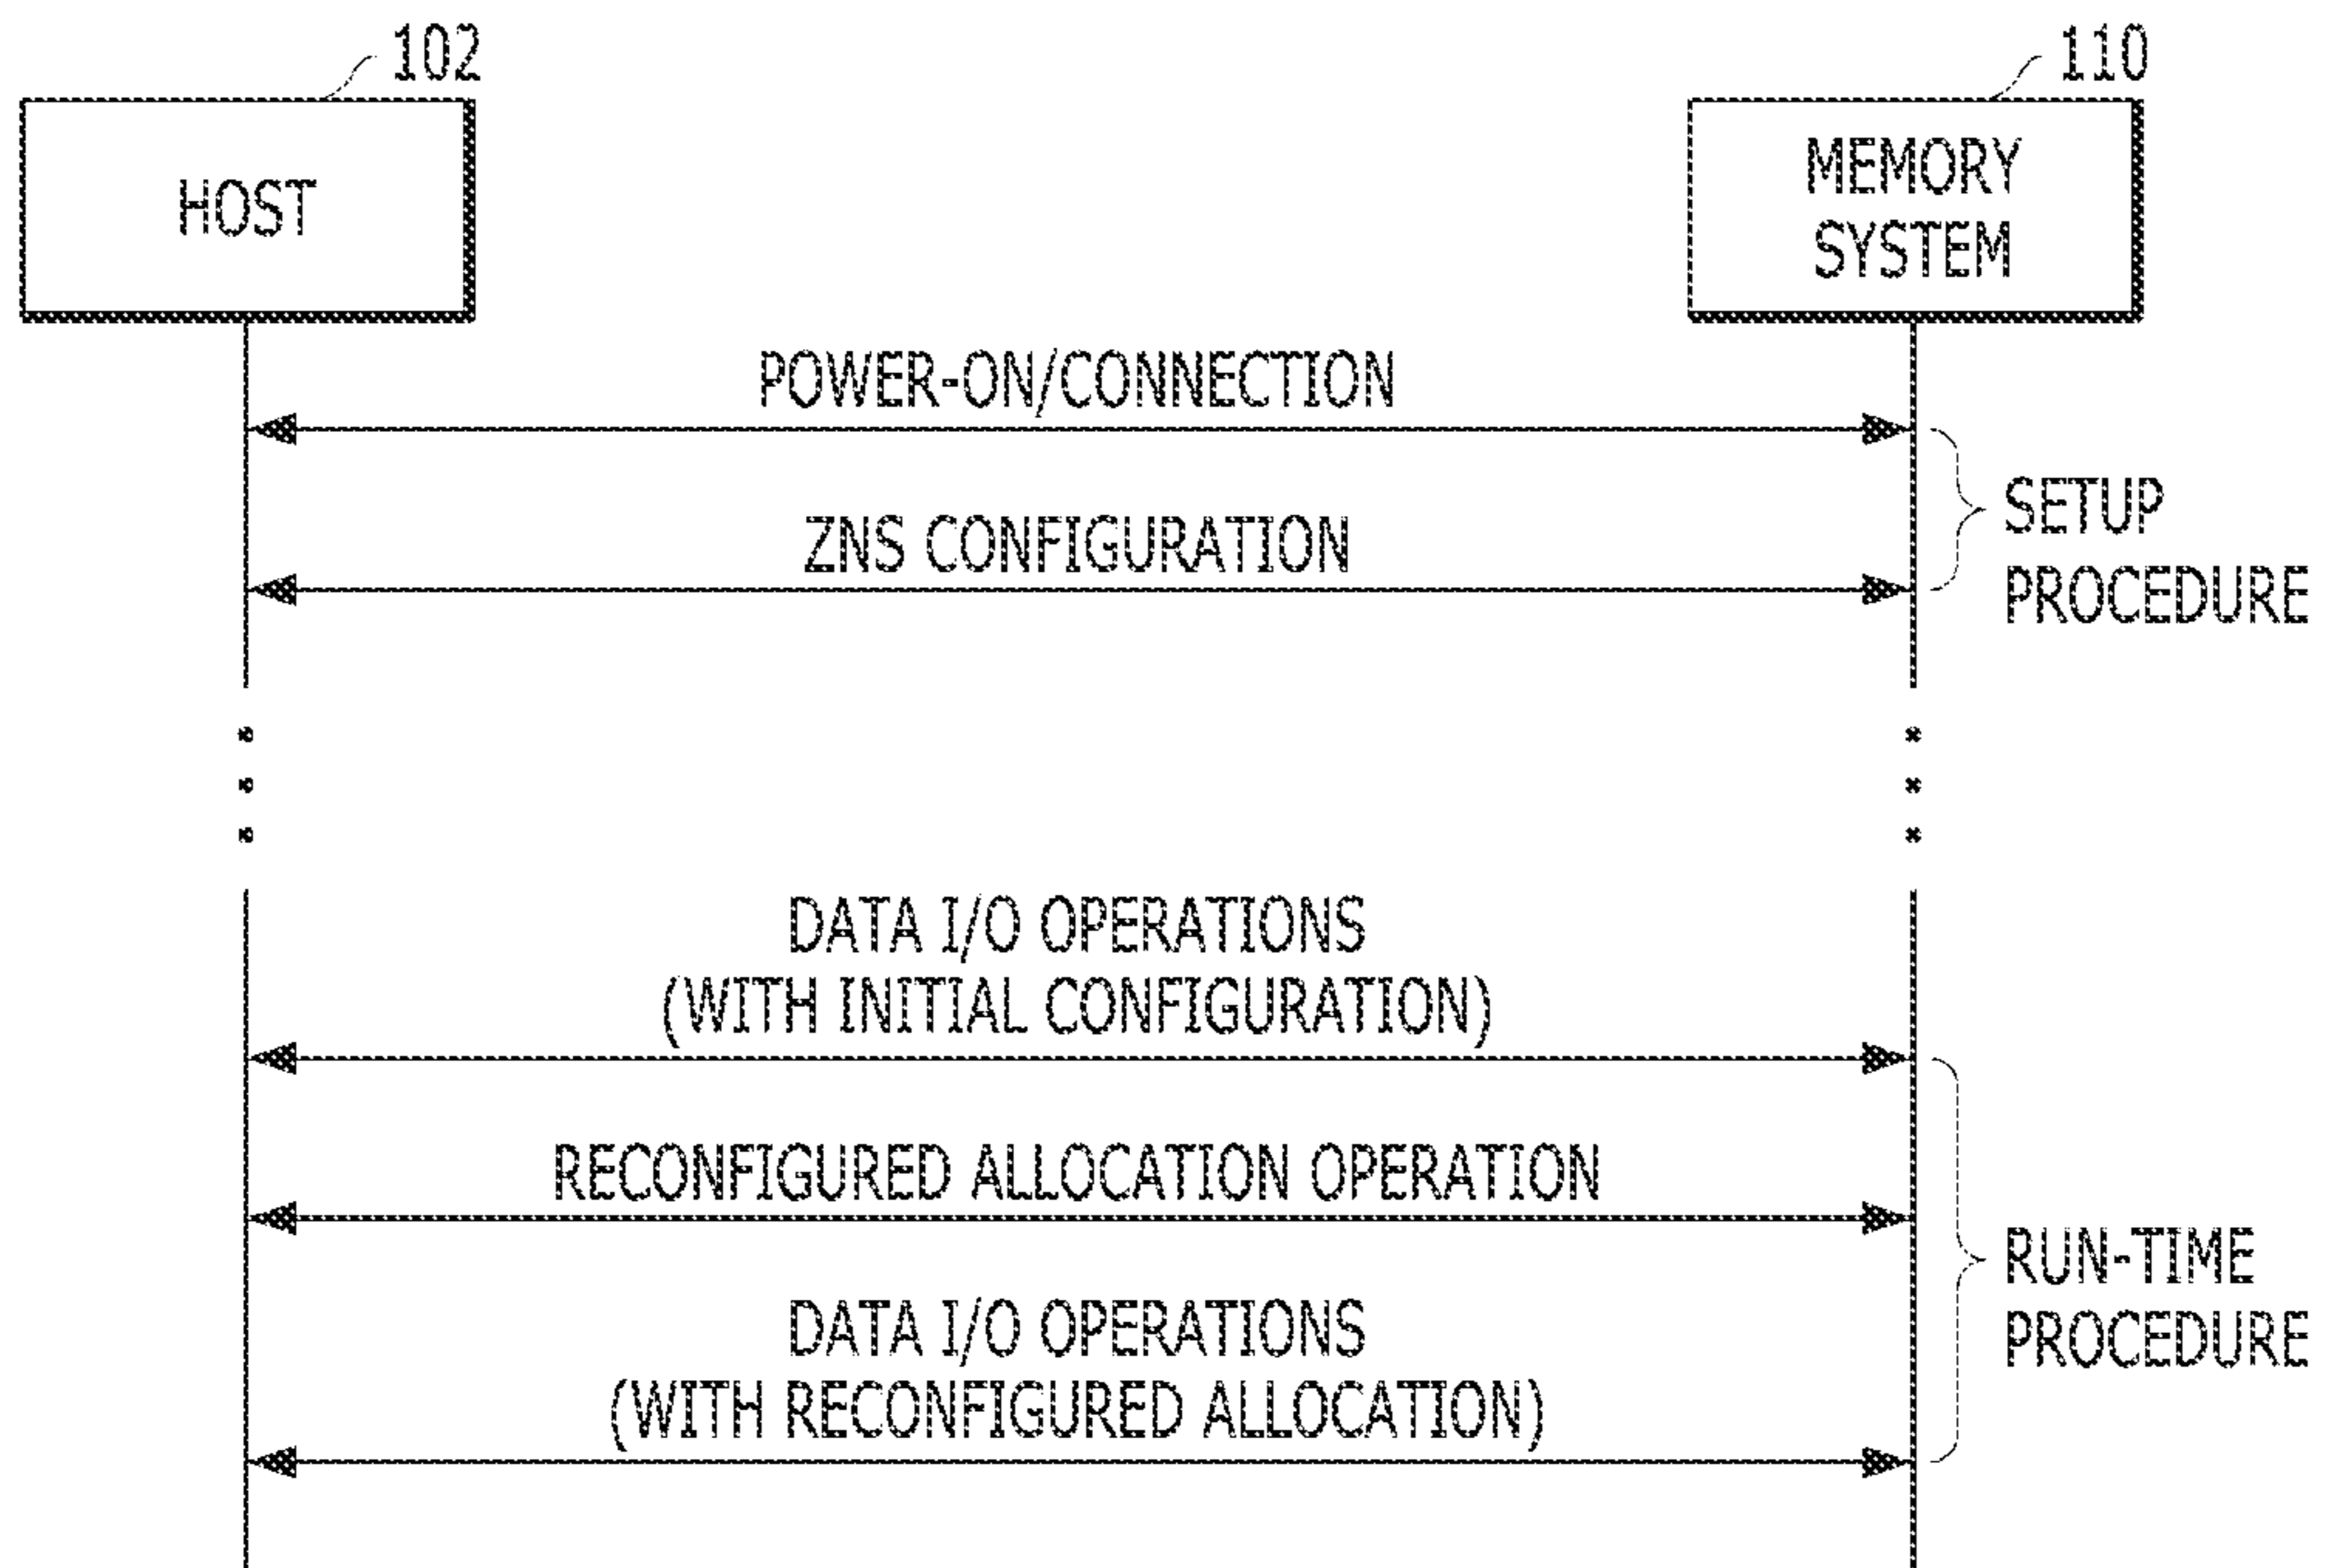 102
110
HOST
MEMORY
SYSTEM
POWER-ON/CONNECTION
ZNS CONFIGURATION
SETUP
PROCEDURE
DATA I/O OPERATIONS
(WITH INITIAL CONFIGURATION)
RECONFIGURED ALLOCATION OPERATION
RUN-TIME
PROCEDURE
DATA I/O OPERATIONS
(WITH RECONFIGURED ALLOCATION)